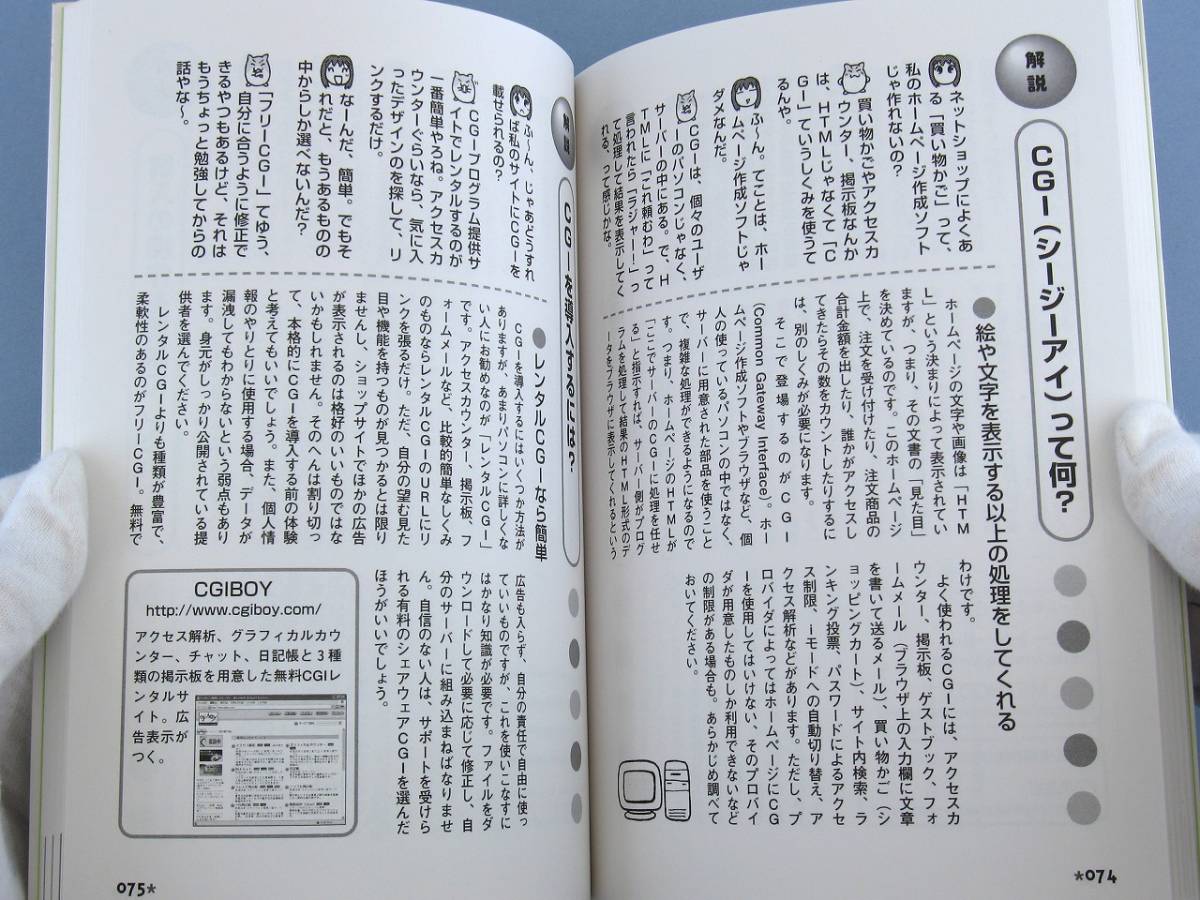 解説
CGI(シージーアイ)って何?
ネットショップによくあ
る「買い物かご」って、
私のホームページ作成ソフト
じゃ作れないの?
買い物かごやアクセスカ
ウンター、掲示板なんか
は、HTMLじゃなくて「C
GI」ていうしくみを使うて
るんや。
ふ〜ん。てことは、ホー
ムページ作成ソフトじゃ
ダメなんだ。
CGIは、個々のユーザ
ーのパソコンじゃなく、
サーバーの中にある。で、H
TMLに「これ頼むわ」って
言われたら「ラジャー!」っ
て処理して結果を表示してく
れる、って感じかな。
●絵や文字を表示する以上の処理をしてくれる
ホームページの文字や画像は「HTM
L」という決まりによって表示されてい
ますが、つまり、その文書の「見た目」
を決めているのです。このホームページ
上で、注文を受け付けたり、注文商品の
合計金額を出したり、誰かがアクセスし
てきたらその数をカウントしたりするに
は、別のしくみが必要になります。
そこで登場するのがCGI
(Common Gateway Interface)。ホー
ムページ作成ソフトやブラウザなど、個
人の使っているパソコンの中ではなく、
サーバーに用意された部品を使うこと
で、複雑な処理ができるようになるので
す。つまり、ホームページのHTMLが
「ここでサーバーのCGIに処理を任せ
る」と指示すれば、サーバー側がプログ
ラムを処理して結果のHTML形式のデ
ータをブラウザに表示してくれるという
わけです。
よく使われるCGIには、アクセスカ
ウンター、掲示板、ゲストブック、フォ
ームメール(ブラウザ上の入力欄に文章
を書いて送るメール)、買い物かご(シ
ョッピングカート)、サイト内検索、ラ
ンキング投票、パスワードによるアクセ
ス制限、iモードへの自動切り替え、ア
クセス解析などがあります。ただし、プ
ロバイダによってはホームページにCG
Iを使用してはいけない、そのプロバイ
ダが用意したものしか利用できないなど
の制限がある場合も。あらかじめ調べて
おいてください。
*074
解説
CGIを導入するには?
ふ〜ん、じゃあどうすれ
ば私のサイトにCGIを
載せられるの?
CGIプログラム提供サ
イトでレンタルするのが
一番簡単やろね。アクセスカ
ウンターぐらいなら、気に入
ったデザインのを探して、リ
ンクするだけ。
なーんだ、簡単。でもそ
れだと、もうあるものの
中からしか選べないんだ?
「フリーCGI」てゆう、
自分に合うように修正で
きるやつもあるけど、それは
もうちょっと勉強してからの
話やな〜。
●レンタルCGIなら簡単
CGIを導入するにはいくつか方法が
ありますが、あまりパソコンに詳しくな
い人にお勧めなのが「レンタルCGI」
です。アクセスカウンター、掲示板、フ
ォームメールなど、比較的簡単なしくみ
のものならレンタルCGIのURLにリ
ンクを張るだけ。ただ、自分の望む見た
目や機能を持つものが見つかるとは限り
ませんし、ショップサイトでほかの広告
が表示されるのは格好のいいものではな
いかもしれません。そのへんは割り切っ
て、本格的にCGIを導入する前の体験
と考えてもいいでしょう。また、個人情
報のやりとりに使用する場合、データが
漏洩してもわからないという弱点もあり
ます。身元がしっかり公開されている提
供者を選んでください。
レンタルCGIよりも種類が豊富で、
柔軟性のあるのがフリーCGI。無料で
広告も入らず、自分の責任で自由に使っ
ていいものですが、これを使いこなすに
はかなり知識が必要です。ファイルをダ
ウンロードして必要に応じて修正し、自
分のサーバーに組み込まねばなりませ
ん。自信のない人は、サポートを受けら
れる有料のシェアウェアCGIを選んだ
ほうがいいでしょう。
CGIBOY
http://www.cgiboy.com/
アクセス解析、グラフィカルカウ
ンター、チャット、日記帳と3種
類の掲示板を用意した無料CGIレ
ンタルサ
イト。広
告表示が
つく。
075*